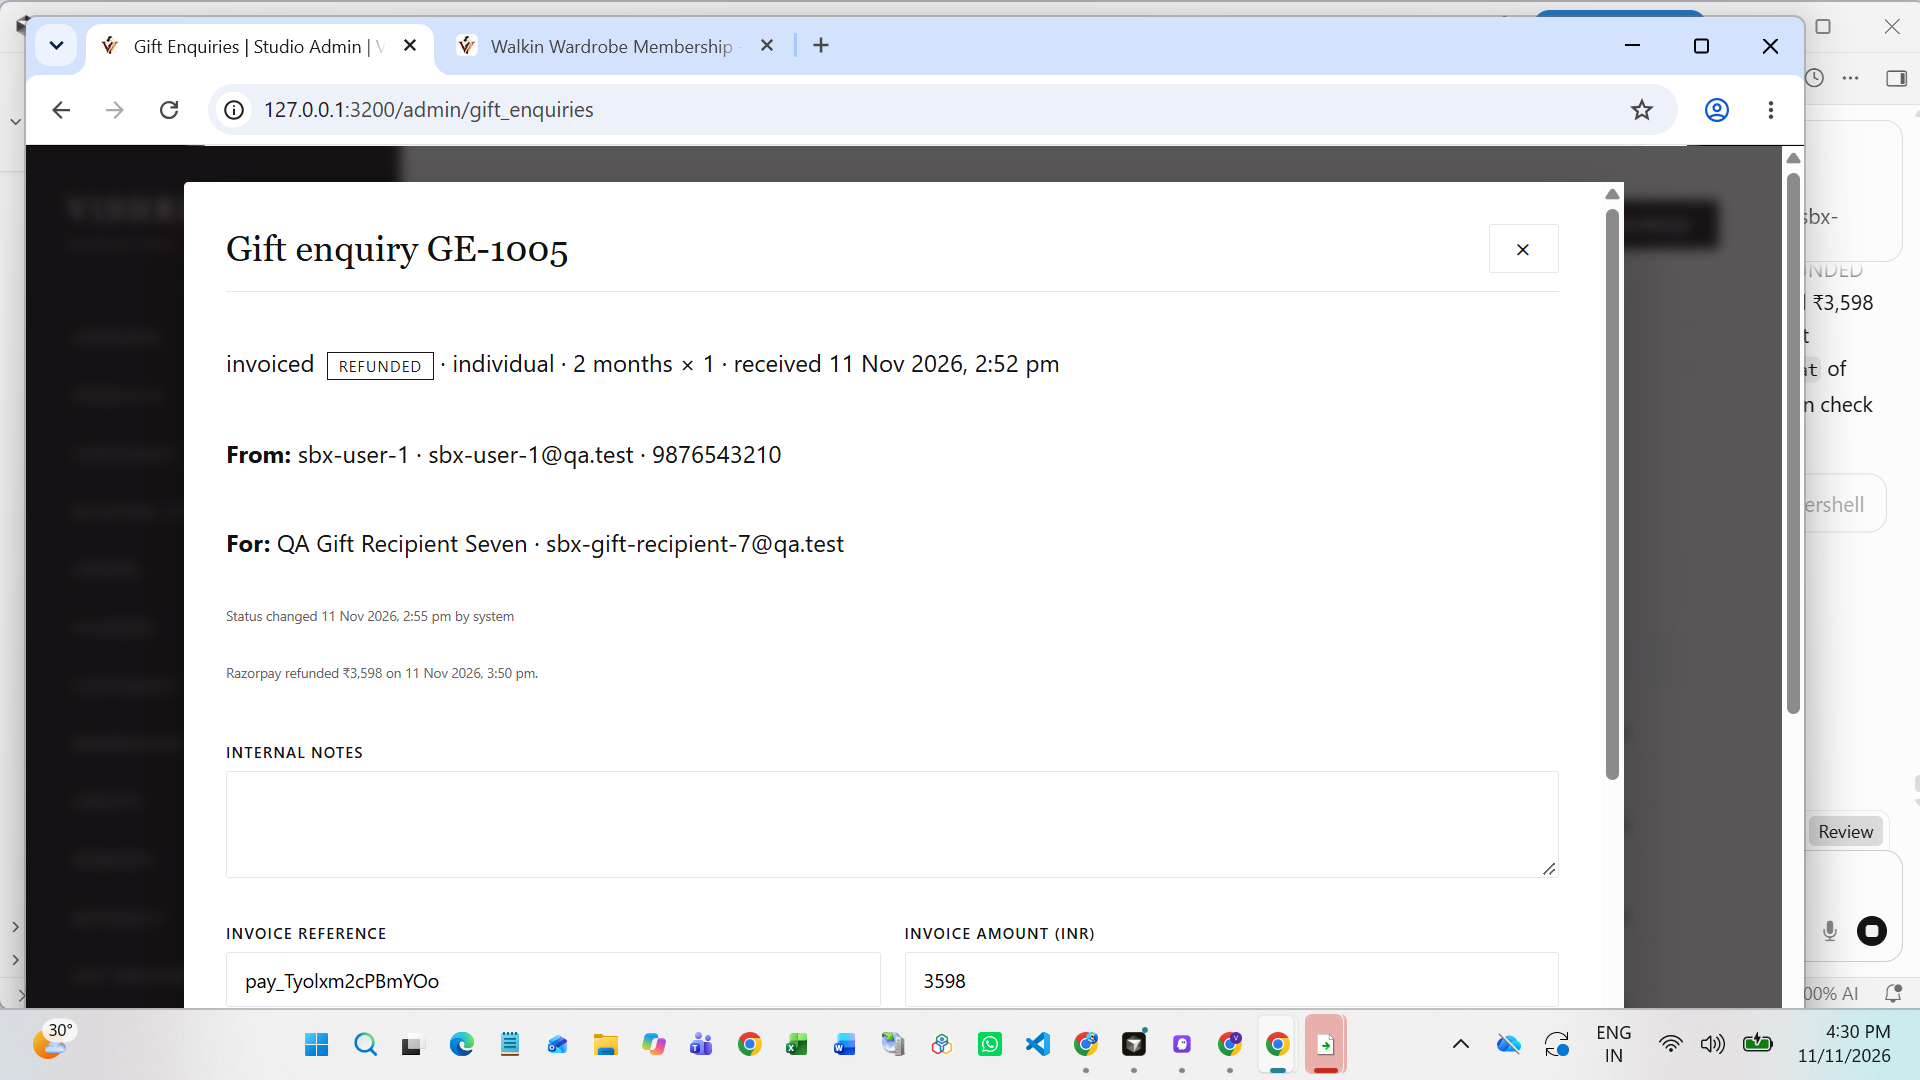 Gift Enquiries | Studio Admin | V
Walkin Wardrobe Membership
127.0.0.1:3200/admin/gift_enquiries
Gift enquiry GE-1005
invoiced REFUNDED · individual · 2 months × 1 · received 11 Nov 2026, 2:52 pm
From: sbx-user-1 · sbx-user-1@qa.test · 9876543210
For: QA Gift Recipient Seven · sbx-gift-recipient-7@qa.test
Status changed 11 Nov 2026, 2:55 pm by system
Razorpay refunded ₹3,598 on 11 Nov 2026, 3:50 pm.
INTERNAL NOTES
INVOICE REFERENCE
INVOICE AMOUNT (INR)
pay_Tyolxm2cPBmYOo
3598
sbx-
NDED
₹3,598
at of
n check
ershell
Review
00% AI
30°
ENG
IN
4:30 PM
11/11/2026